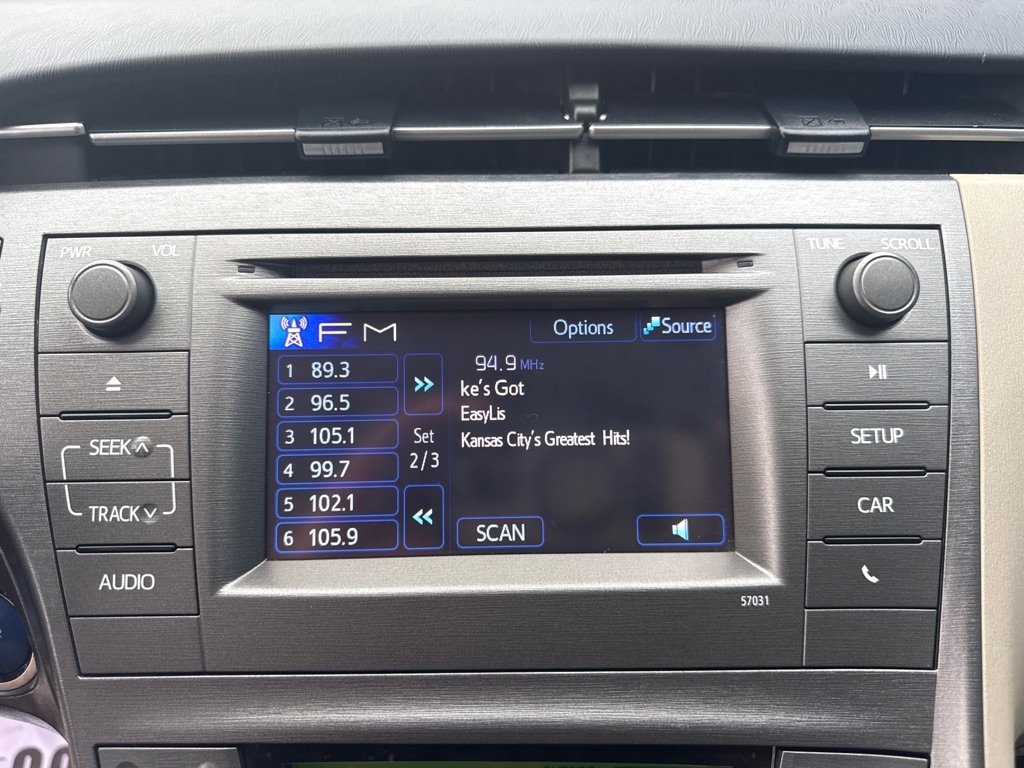 PWR VOL
TUNE SCROLL
FM
Options
Source
1 89.3
2 96.5
3 105.1
4 99.7
5 102.1
6 105.9
Set
2/3
94.9 MHz
ke's Got
EasyLis
Kansas City's Greatest Hits!
SCAN
SEEK
TRACK
AUDIO
SETUP
CAR
57031